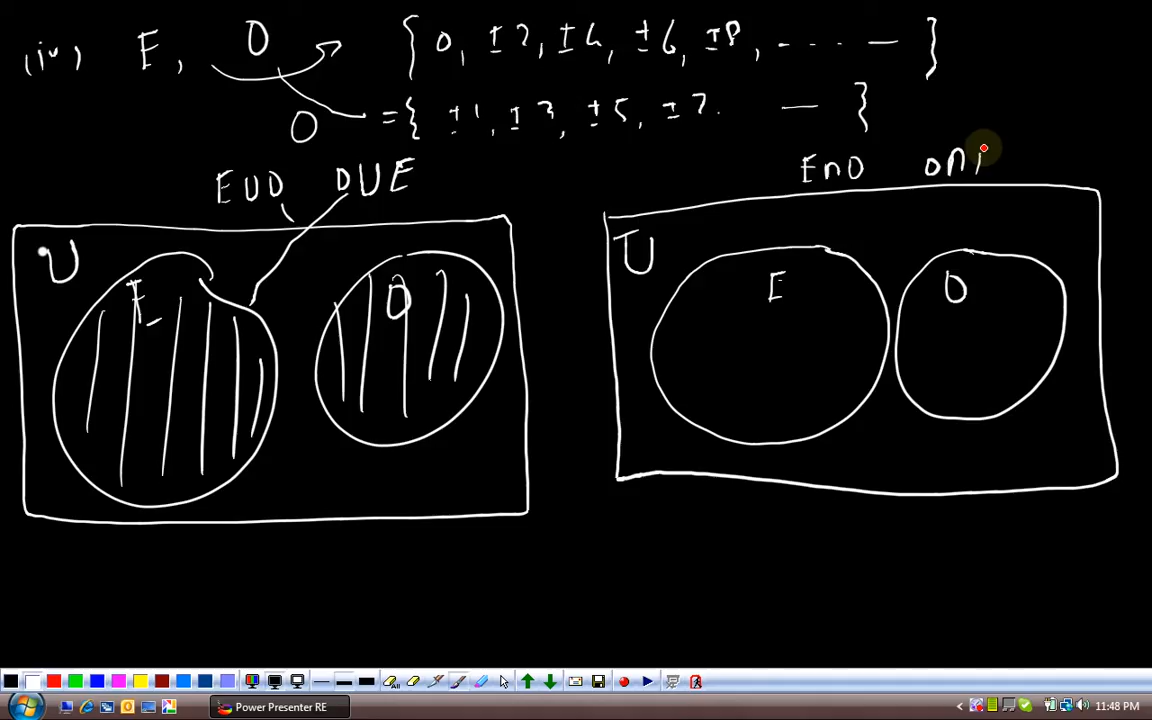 (iv) E, O { 0, ±2, ±4, ±6, ±8, ..... — }
O = { ±1, ±3, ±5, ±7. — }
E∪O O∪E E∩O O∩
U U
E O E O
Power Presenter RE 11:48 PM